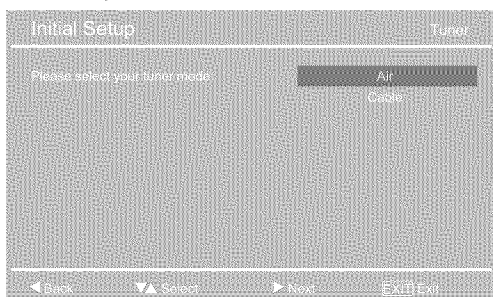 Initial Setup Tuner
Please select your tuner mode Air
Cable
◀ Back ▼▲ Select ▶ Next EXIT Exit